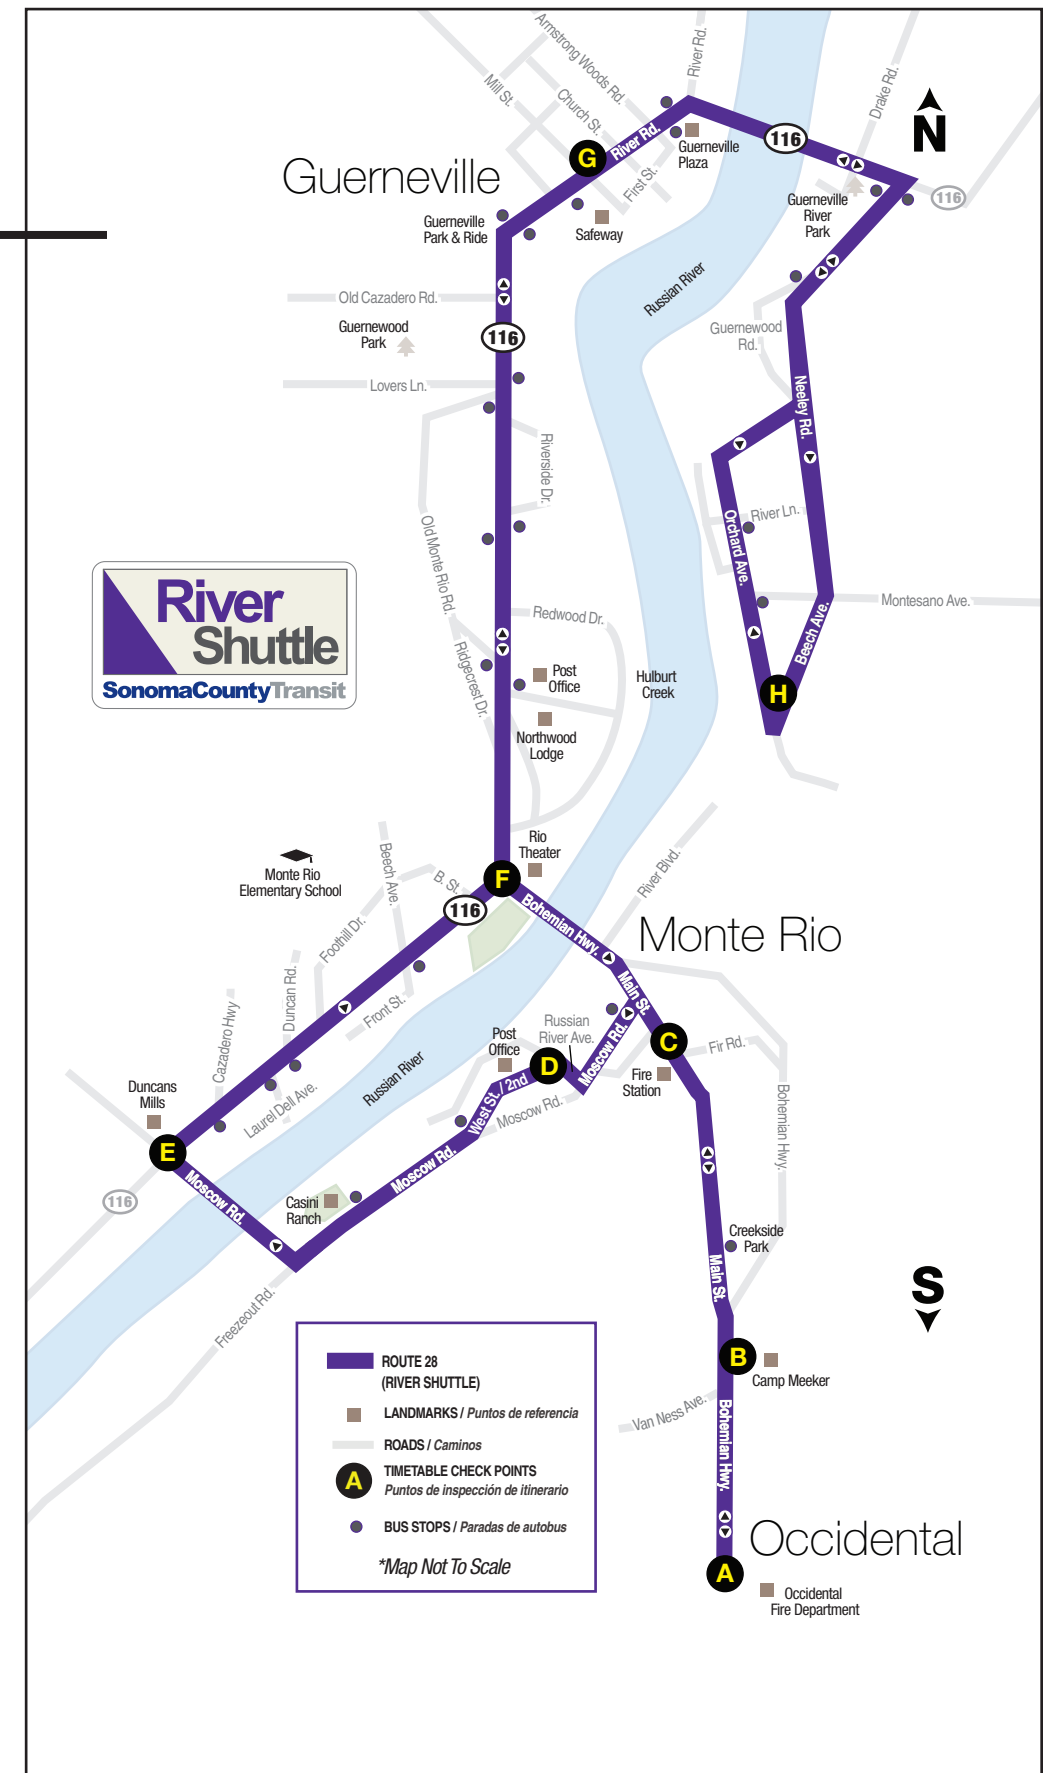 Armstrong Woods Rd.
River Rd.
Mill St.
Church St.
Drake Rd.
N
116
River Rd.
G
Guerneville
Plaza
First St.
Guerneville
116
Guerneville
River
Park
Guerneville
Park & Ride
Safeway
Russian River
Old Cazadero Rd.
Guernewood
Park
116
Guernewood
Rd.
Lovers Ln.
Neeley Rd.
Riverside Dr.
River Ln.
Orchard Ave.
Old Monte Rio Rd.
River
Shuttle
SonomaCountyTransit
Redwood Dr.
Montesano Ave.
Beech Ave.
Ridgecrest Dr.
Post
Office
Hulburt
Creek
H
Northwood
Lodge
Rio
Theater
Monte Rio
Elementary School
Beech Ave.
B. St.
F
River Blvd.
116
Bohemian Hwy.
Monte Rio
Foothill Dr.
Duncan Rd.
Cazadero Hwy
Front St.
Main St.
Russian
River Ave.
Post
Office
Moscow Rd.
C
Fir Rd.
D
Fire
Station
Russian River
Duncans
Mills
Laurel Dell Ave.
West St. / 2nd
Moscow Rd.
Bohemian Hwy.
E
Moscow Rd.
Moscow Rd.
116
Casini
Ranch
Creekside
Park
Main St.
Freezeout Rd.
S
B
Camp Meeker
Van Ness Ave.
Bohemian Hwy.
ROUTE 28
(RIVER SHUTTLE)
LANDMARKS / Puntos de referencia
ROADS / Caminos
A
TIMETABLE CHECK POINTS
Puntos de inspección de itinerario
BUS STOPS / Paradas de autobus
*Map Not To Scale
Occidental
A
Occidental
Fire Department